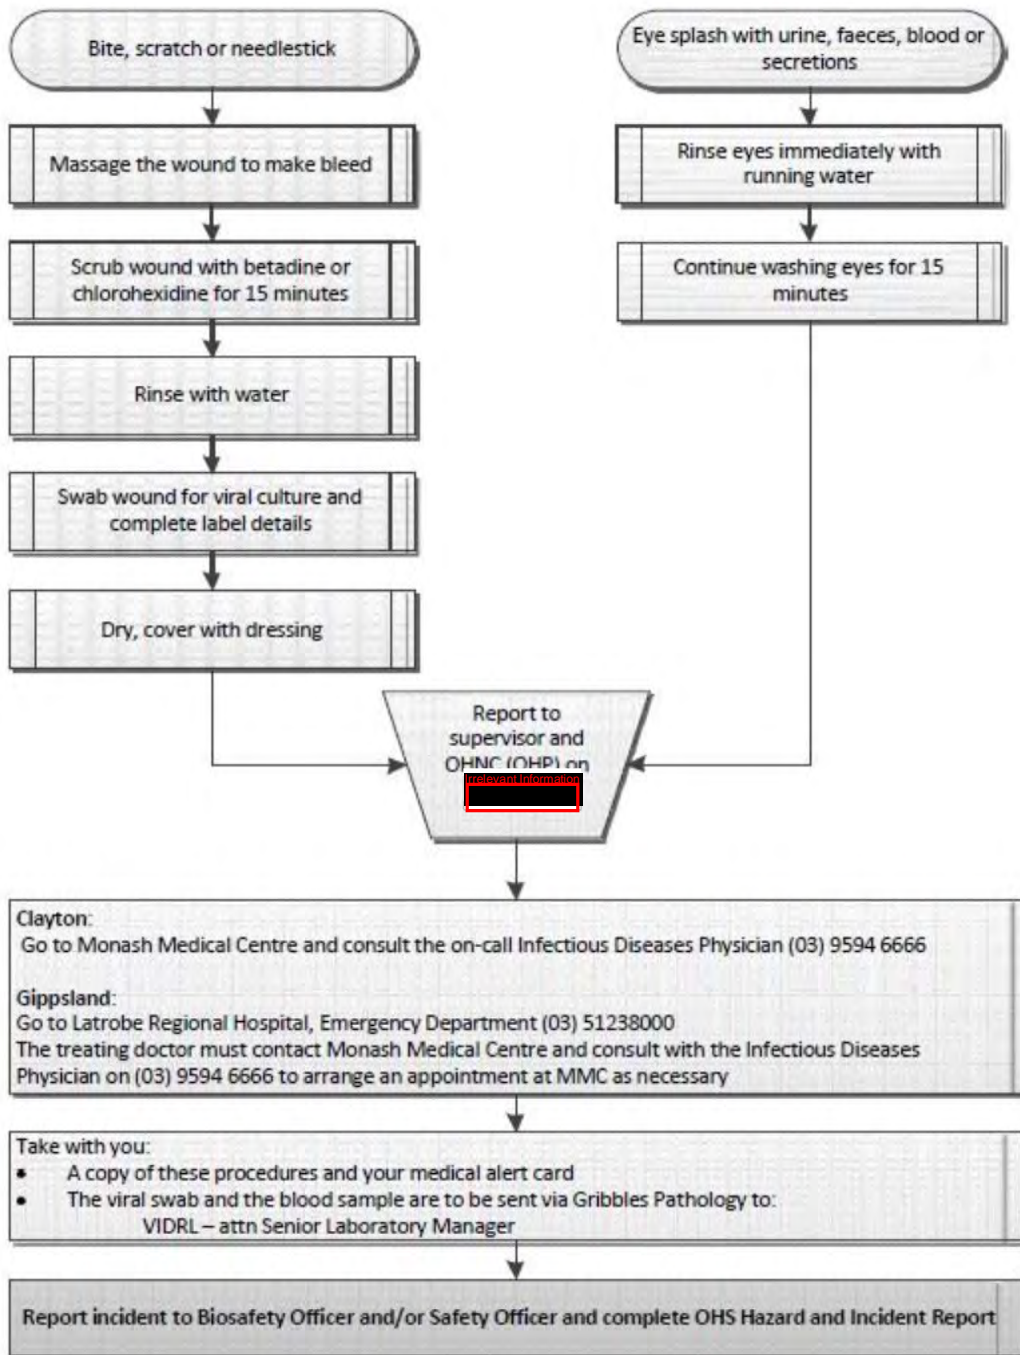 Bite, scratch or needlestick
Massage the wound to make bleed
Scrub wound with betadine or
chlorohexidine for 15 minutes
Rinse with water
Swab wound for viral culture and
complete label details
Dry, cover with dressing
Eye splash with urine, faeces, blood or
secretions
Rinse eyes immediately with
running water
Continue washing eyes for 15
minutes
Report to
supervisor and
OHNC (OHP) on
Irrelevant Information
Clayton:
Go to Monash Medical Centre and consult the on-call Infectious Diseases Physician (03) 9594 6666
Gippsland:
Go to Latrobe Regional Hospital, Emergency Department (03) 51238000
The treating doctor must contact Monash Medical Centre and consult with the Infectious Diseases
Physician on (03) 9594 6666 to arrange an appointment at MMC as necessary
Take with you:
• A copy of these procedures and your medical alert card
• The viral swab and the blood sample are to be sent via Gribbles Pathology to:
VIDRL – attn Senior Laboratory Manager
Report incident to Biosafety Officer and/or Safety Officer and complete OHS Hazard and Incident Report